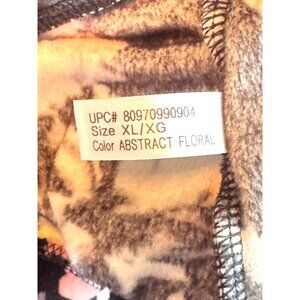 UPC# 80970990904
Size XL/XG
Color ABSTRACT FLORAL